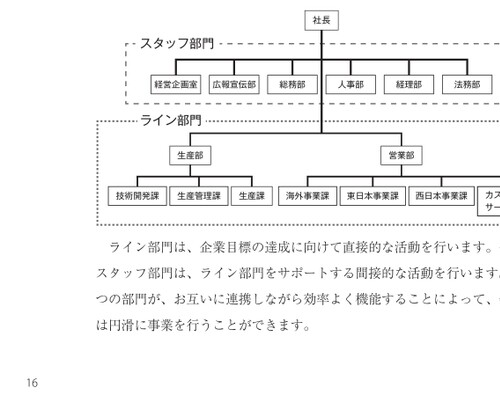 社長
スタッフ部門
経営企画室 広報宣伝部 総務部 人事部 経理部 法務部
ライン部門
生産部 営業部
技術開発課 生産管理課 生産課 海外事業課 東日本事業課 西日本事業課 カス
サー
ライン部門は、企業目標の達成に向けて直接的な活動を行います。
スタッフ部門は、ライン部門をサポートする間接的な活動を行います。
つの部門が、お互いに連携しながら効率よく機能することによって、
は円滑に事業を行うことができます。
16